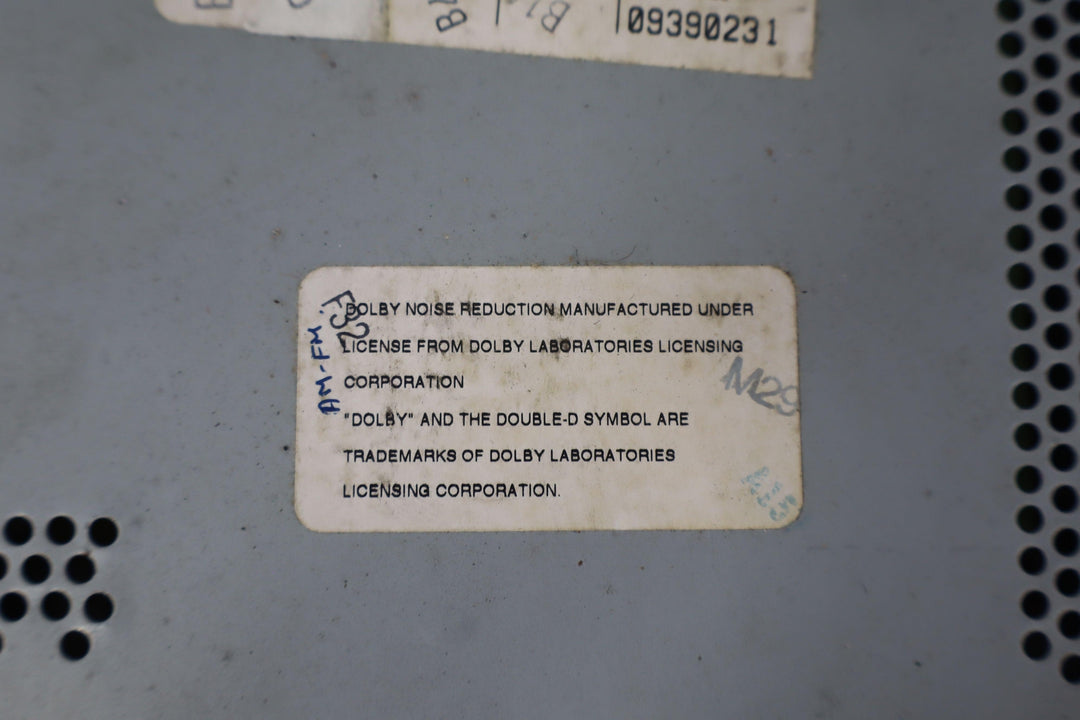 09390231
DOLBY NOISE REDUCTION MANUFACTURED UNDER
LICENSE FROM DOLBY LABORATORIES LICENSING
CORPORATION
"DOLBY" AND THE DOUBLE-D SYMBOL ARE
TRADEMARKS OF DOLBY LABORATORIES
LICENSING CORPORATION.
F32
AM-FM
M29